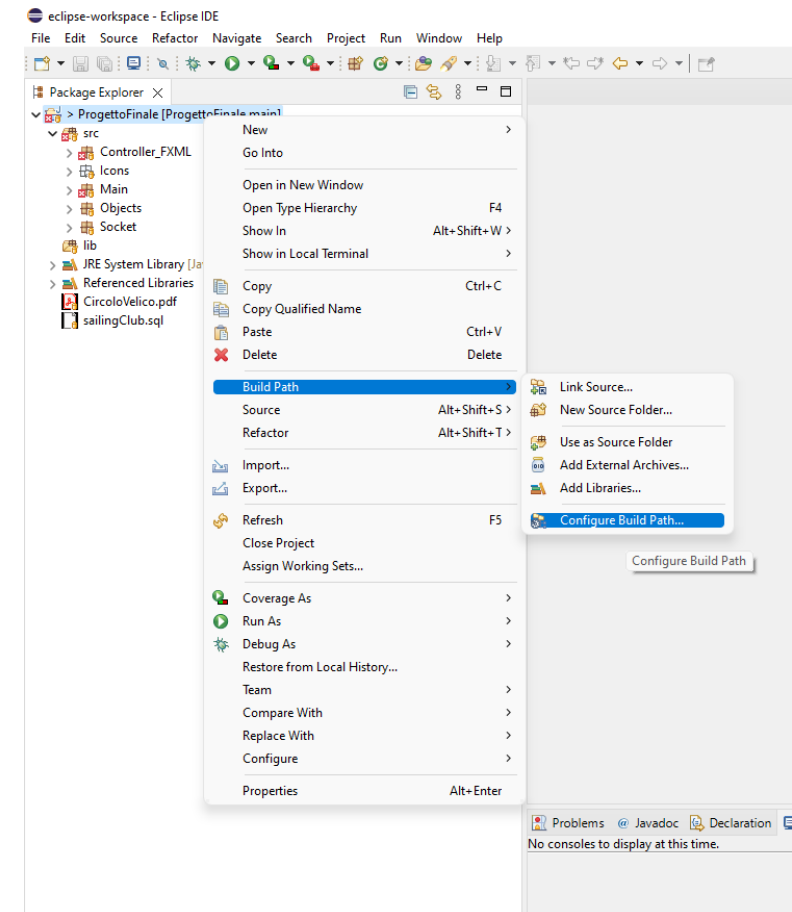 eclipse-workspace - Eclipse IDE
File Edit Source Refactor Navigate Search Project Run Window Help
Package Explorer
> ProgettoFinale [ProgettoFinale main]
src
Controller_FXML
Icons
Main
Objects
Socket
lib
JRE System Library [Ja
Referenced Libraries
CircoloVelico.pdf
sailingClub.sql
New
Go Into
Open in New Window
Open Type Hierarchy F4
Show In Alt+Shift+W >
Show in Local Terminal
Copy Ctrl+C
Copy Qualified Name
Paste Ctrl+V
Delete Delete
Build Path
Source Alt+Shift+S >
Refactor Alt+Shift+T >
Import...
Export...
Refresh F5
Close Project
Assign Working Sets...
Coverage As
Run As
Debug As
Restore from Local History...
Team
Compare With
Replace With
Configure
Properties Alt+Enter
Link Source...
New Source Folder...
Use as Source Folder
Add External Archives...
Add Libraries...
Configure Build Path...
Configure Build Path
Problems @ Javadoc Declaration
No consoles to display at this time.